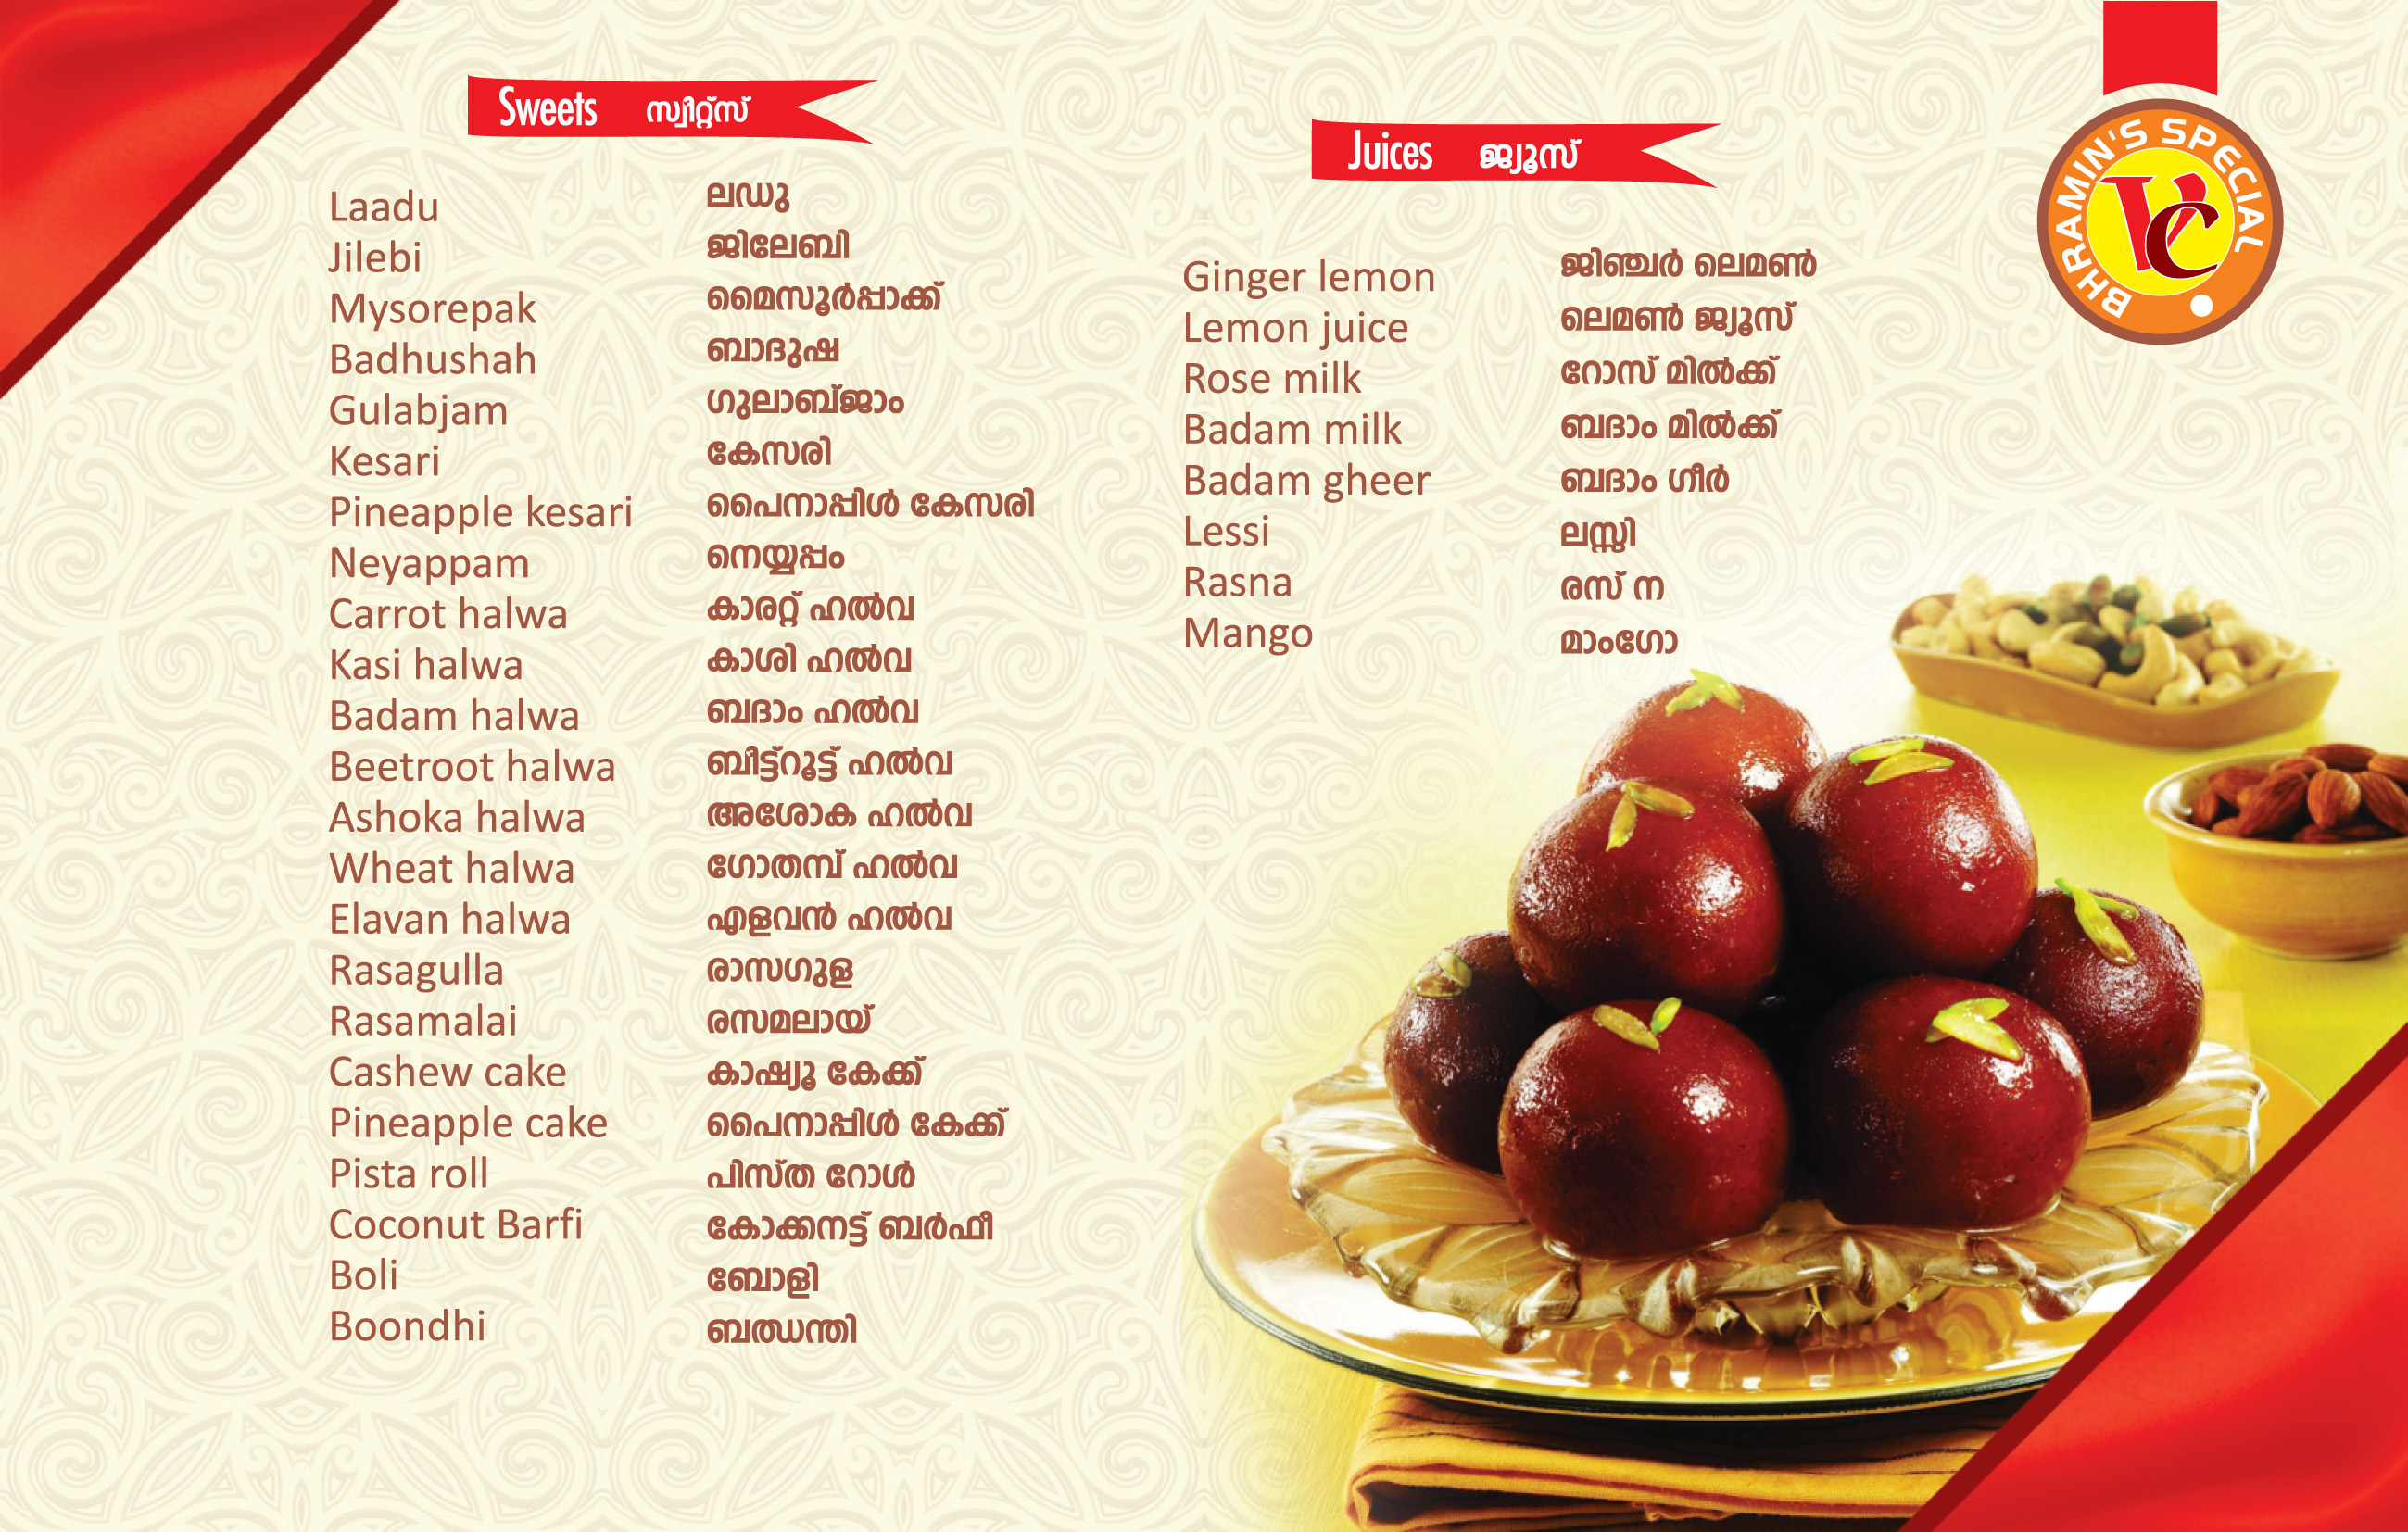 Sweets സ്വീറ്റ്സ്
Laadu ലഡു
Jilebi ജിലേബി
Mysorepak മൈസൂർപ്പാക്ക്
Badhushah ബാദുഷ
Gulabjam ഗുലാബ്ജാം
Kesari കേസരി
Pineapple kesari പൈനാപ്പിൾ കേസരി
Neyappam നെയ്യപ്പം
Carrot halwa കാരറ്റ് ഹൽവ
Kasi halwa കാശി ഹൽവ
Badam halwa ബദാം ഹൽവ
Beetroot halwa ബീട്ട്റൂട്ട് ഹൽവ
Ashoka halwa അശോക ഹൽവ
Wheat halwa ഗോതമ്പ് ഹൽവ
Elavan halwa എളവൻ ഹൽവ
Rasagulla രാസഗുള
Rasamalai രസമലായ്
Cashew cake കാഷ്യൂ കേക്ക്
Pineapple cake പൈനാപ്പിൾ കേക്ക്
Pista roll പിസ്ത റോൾ
Coconut Barfi കോക്കനട്ട് ബർഫീ
Boli ബോളി
Boondhi ബഝന്തി
Juices ജ്യൂസ്
Ginger lemon ജിഞ്ചർ ലെമൺ
Lemon juice ലെമൺ ജ്യൂസ്
Rose milk റോസ് മിൽക്ക്
Badam milk ബദാം മിൽക്ക്
Badam gheer ബദാം ഗീർ
Lessi ലസ്സി
Rasna രസ് ന
Mango മാംഗോ
BHRAMIN'S SPECIAL
VC